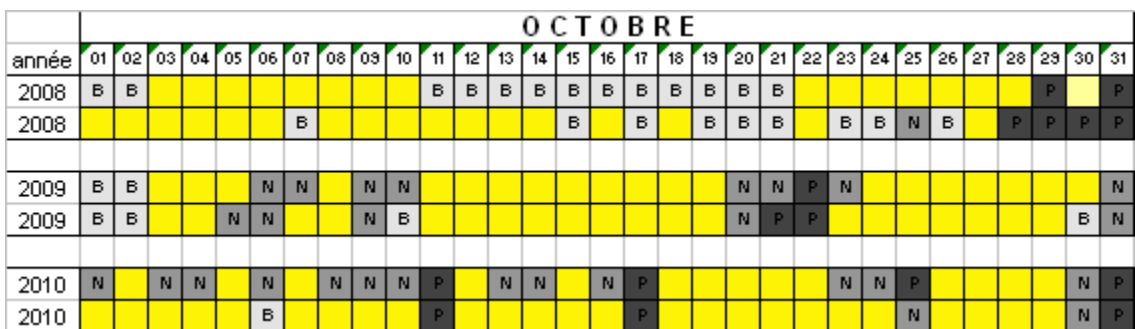 OCTOBRE
année 01 02 03 04 05 06 07 08 09 10 11 12 13 14 15 16 17 18 19 20 21 22 23 24 25 26 27 28 29 30 31
2008 B B B B B B B B B B B B B P P
2008 B B B B B B B B N B P P P P
2009 B B N N N N N N P N N
2009 B B N N N B N P P B N
2010 N N N N N N N P N N N P N N P N P
2010 B P P N N P